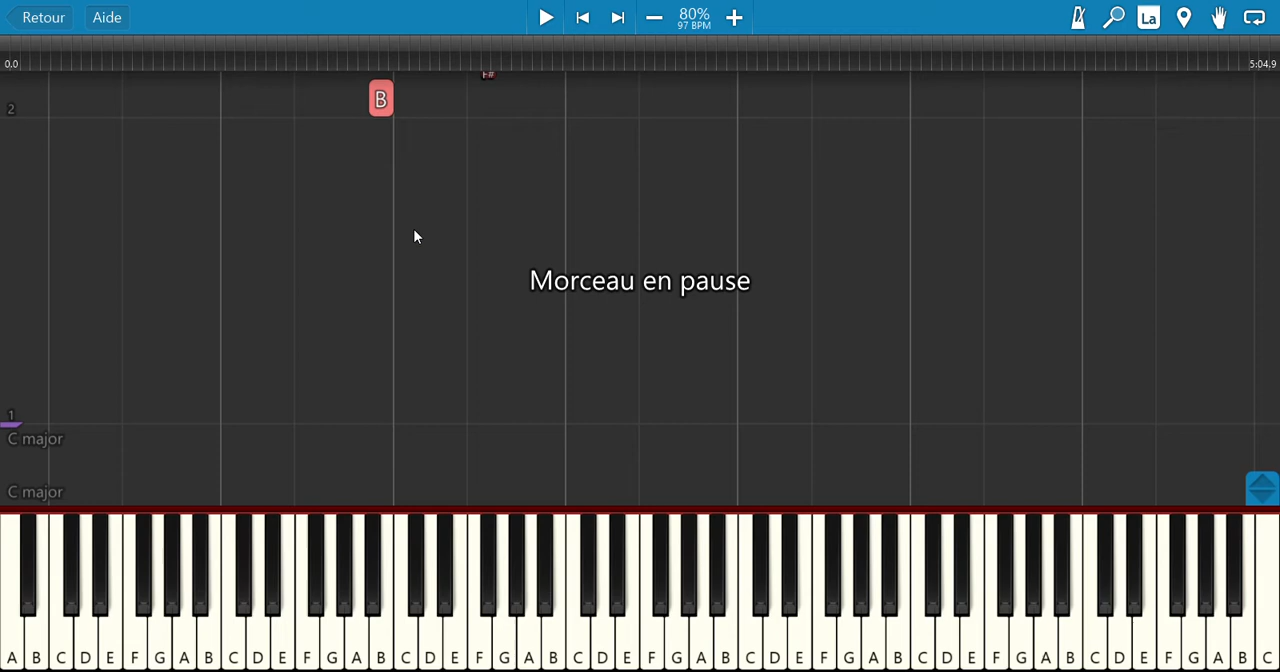 Retour Aide 80% La
97 BPM
0.0 5:04.9
F#
B
2
Morceau en pause
1
C major
C major
A B C D E F G A B C D E F G A B C D E F G A B C D E F G A B C D E F G A B C D E F G A B C D E F G A B C